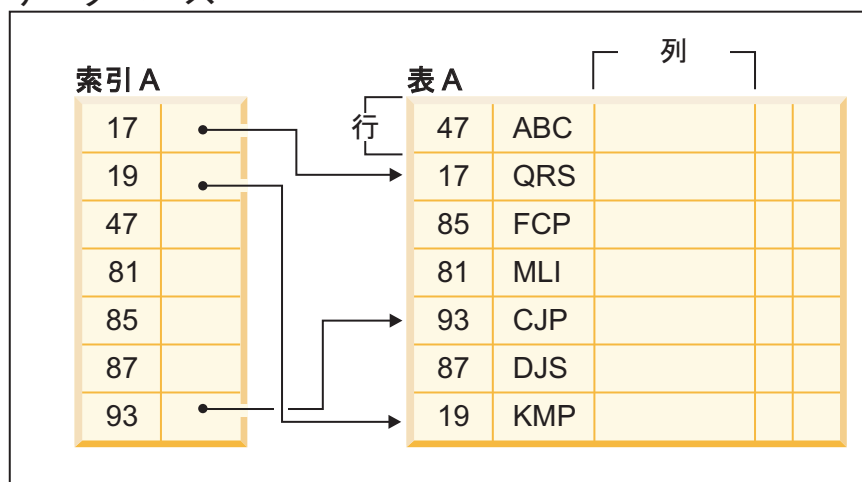 索引 A
17
19
47
81
85
87
93
表 A
列
行
47 ABC
17 QRS
85 FCP
81 MLI
93 CJP
87 DJS
19 KMP